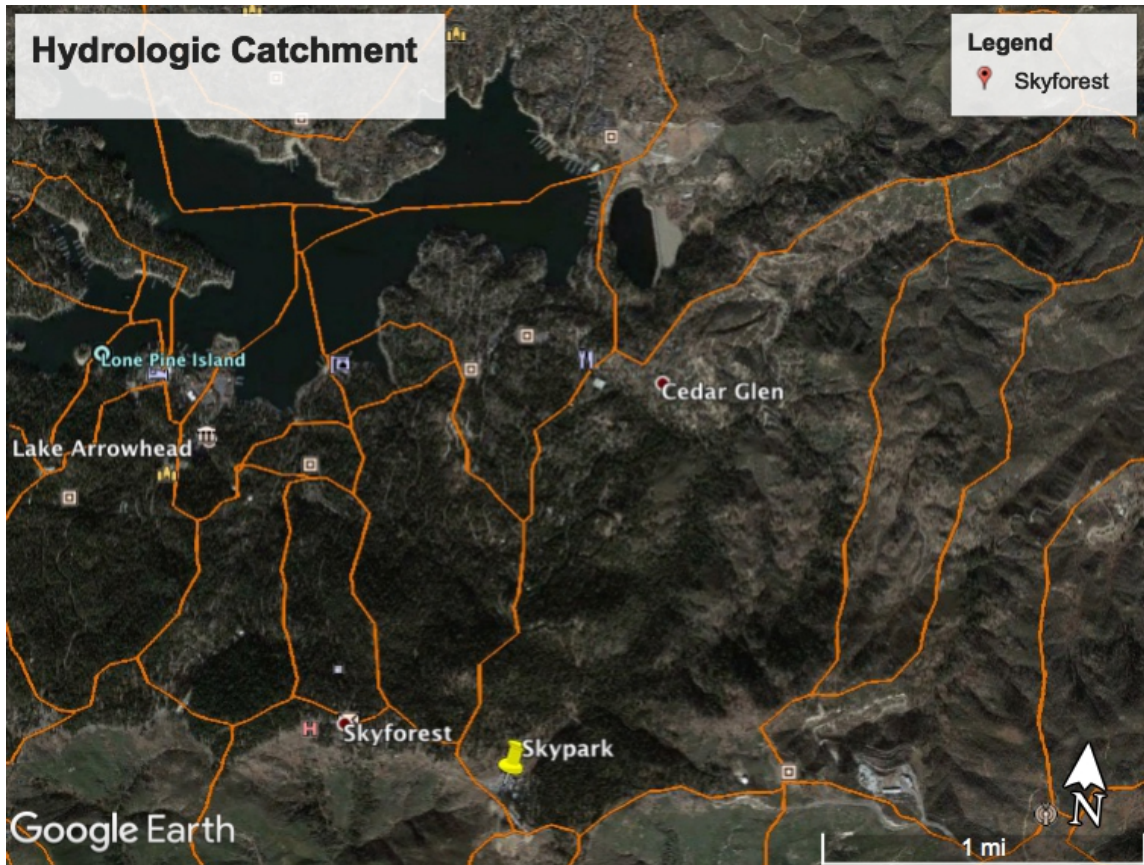 Hydrologic Catchment
Legend
Skyforest
Lone Pine Island
Cedar Glen
Lake Arrowhead
H
Skyforest
Skypark
N
Google Earth
1 mi